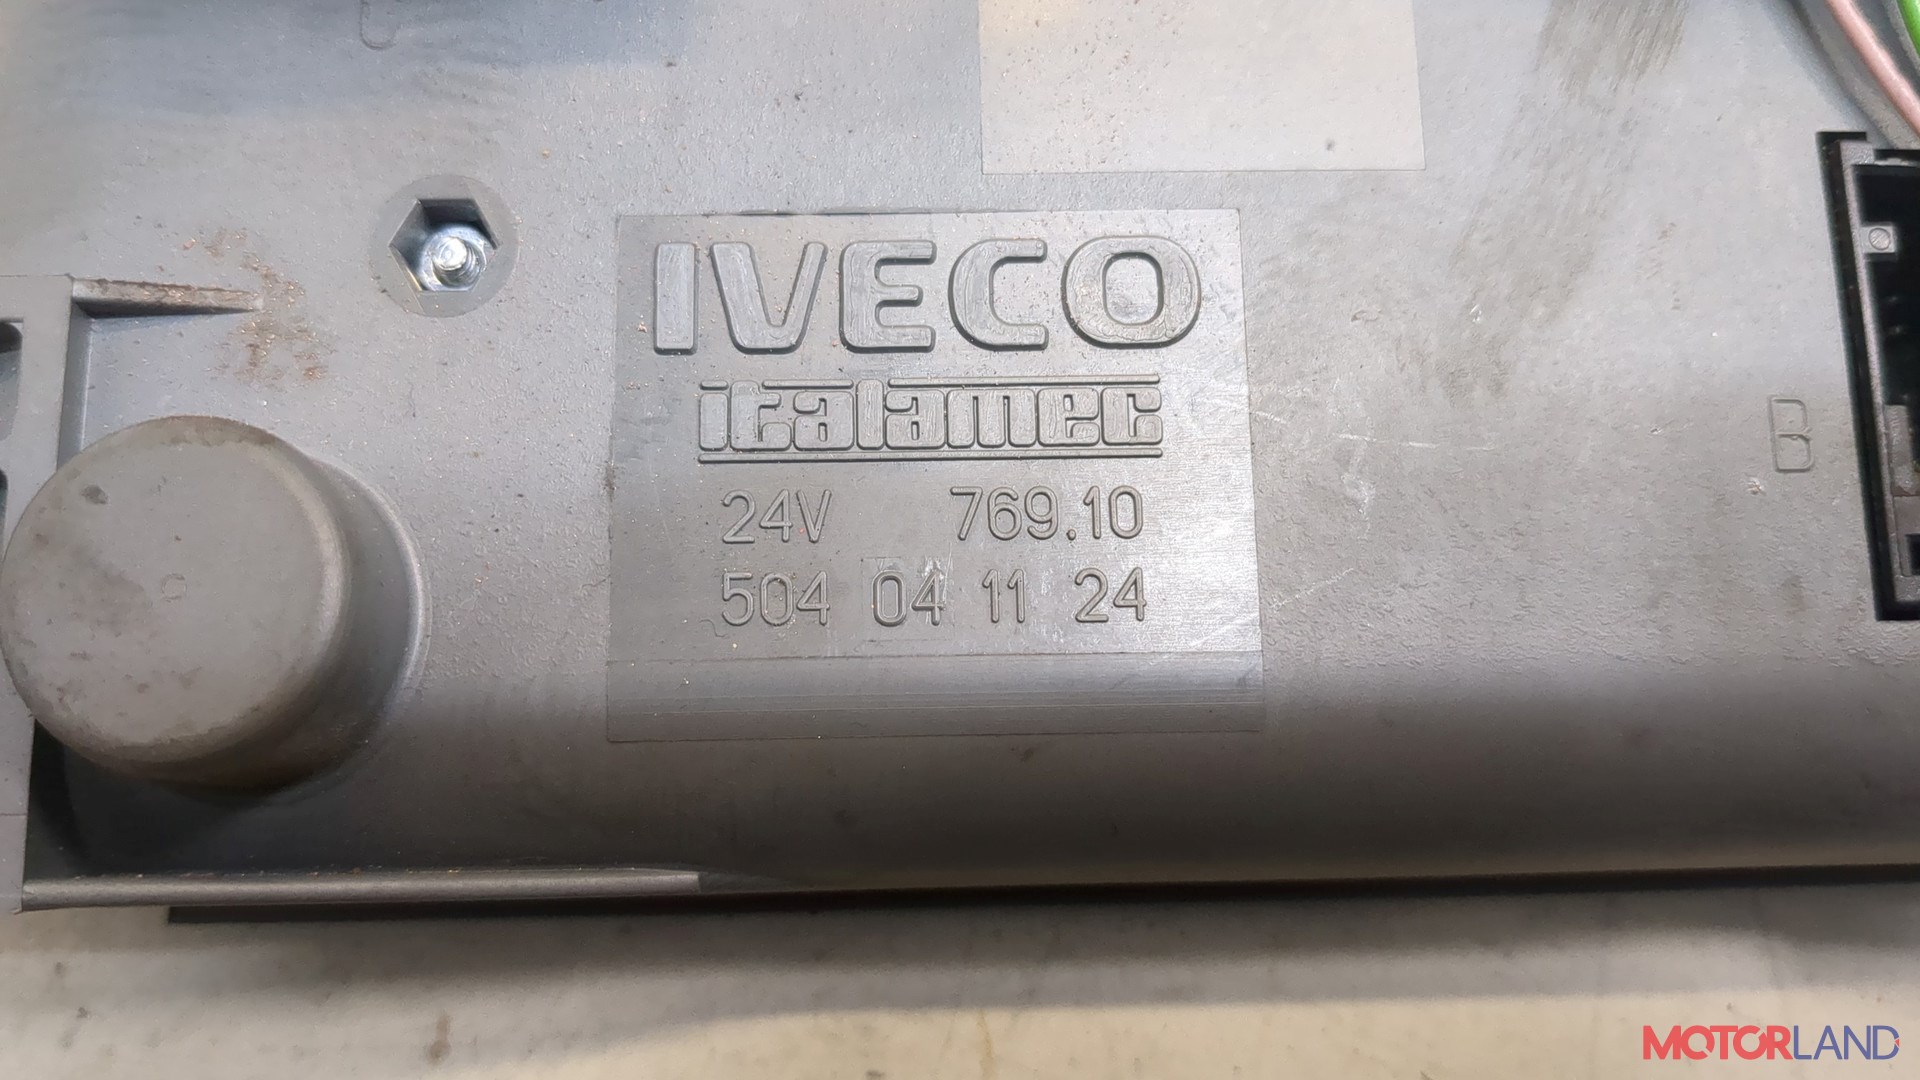 IVECO
italamec
24V 769.10
504 04 11 24
B
MOTORLAND